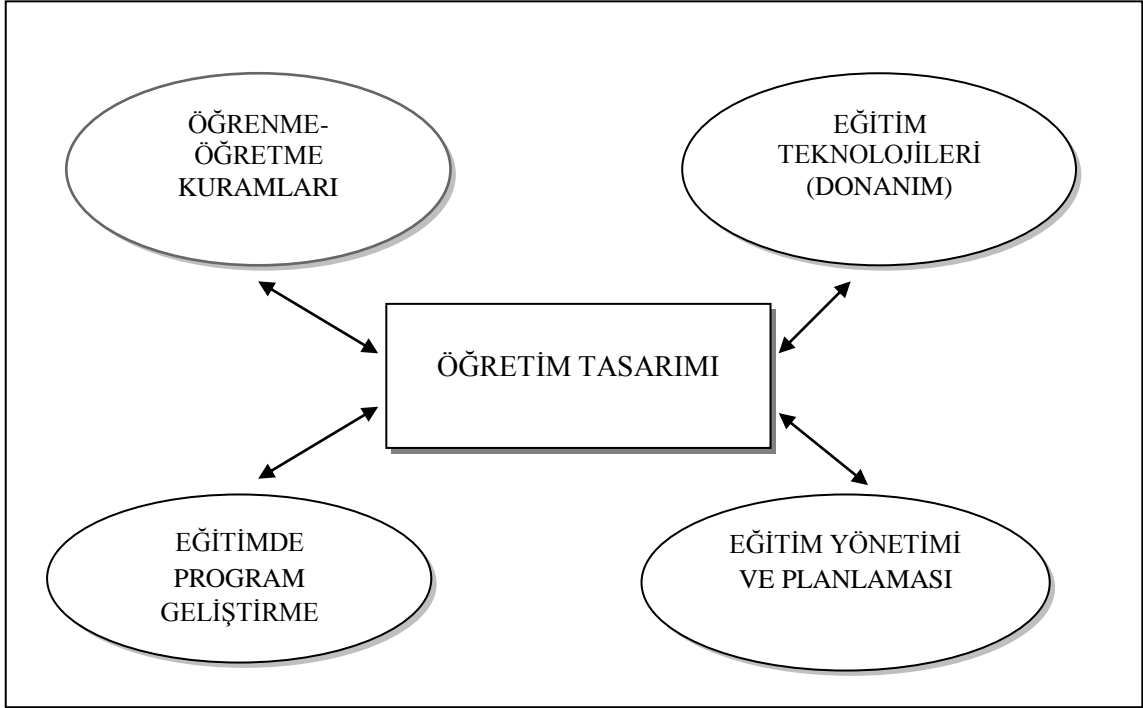 ÖĞRENME-
ÖĞRETME
KURAMLARI
EĞİTİM
TEKNOLOJİLERİ
(DONANIM)
ÖĞRETİM TASARIMI
EĞİTİMDE
PROGRAM
GELİŞTİRME
EĞİTİM YÖNETİMİ
VE PLANLAMASI